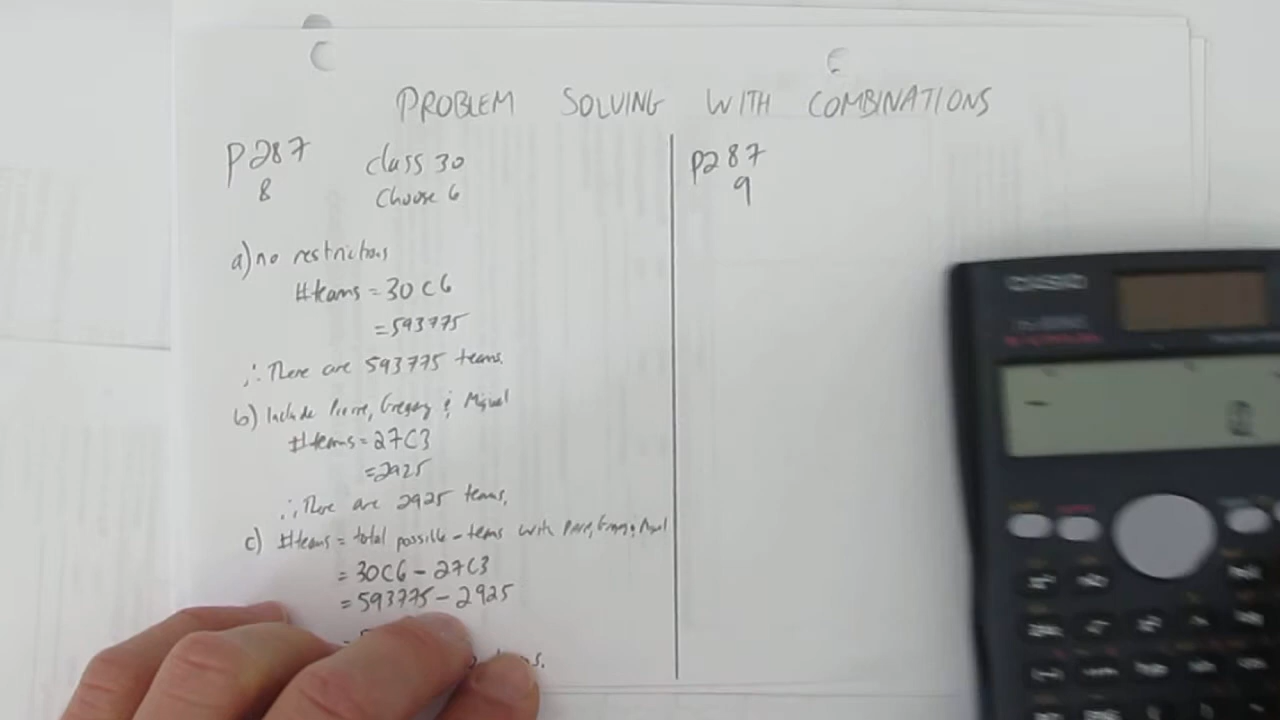 PROBLEM SOLVING WITH COMBINATIONS
P287
8
class 30
Choose 6
a) no restrictions
#teams = 30C6
= 593775
∴ There are 593775 teams.
b) Include Pierre, Gregory & Miguel
#teams = 27C3
= 2925
∴ There are 2925 teams.
c) #teams = total possible - teams with Pierre, Gregory & Miguel
= 30C6 - 27C3
= 593775 - 2925
=
P287
9
CASIO